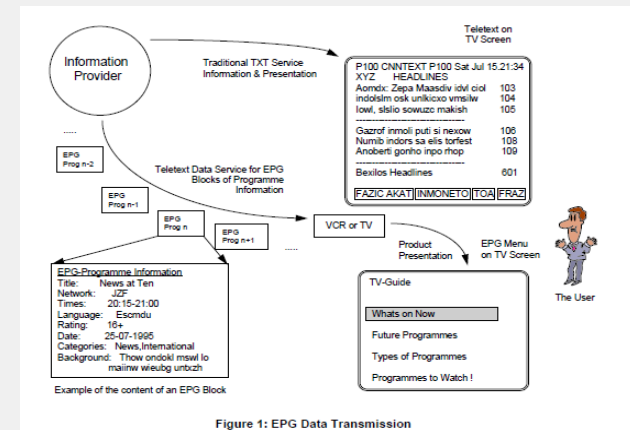 Teletext on
TV Screen
Information
Provider
Traditional TXT Service
Information & Presentation
P100 CNNTEXT P100 Sat Jul 15.21:34
XYZ HEADLINES
Aomdx: Zepa Maasdiv idvl ciol 103
indolslm osk unlkicxo vmsilw 104
lowl, slslio sowuzc makish 105
--------------------------------
Gazrof inmoli puti si nexow 106
Numib indors sa elis torfest 108
Anoberti gonho inpo rhop 109
--------------------------------
Bexilos Headlines 601
FAZIC AKAT INMONETO TOA FRAZ
.....
EPG
Prog n-2
Teletext Data Service for EPG
Blocks of Programme
Information
EPG
Prog n-1
EPG
Prog n
EPG
Prog n+1
.....
VCR or TV
Product
Presentation
EPG Menu
on TV Screen
The User
EPG-Programme Information
Title: News at Ten
Network: JZF
Times: 20:15-21:00
Language: Escmdu
Rating: 16+
Date: 25-07-1995
Categories: News,International
Background: Thow ondokl mswl lo
maiinw wieubg untxzh
Example of the content of an EPG Block
TV-Guide
Whats on Now
Future Programmes
Types of Programmes
Programmes to Watch !
Figure 1: EPG Data Transmission